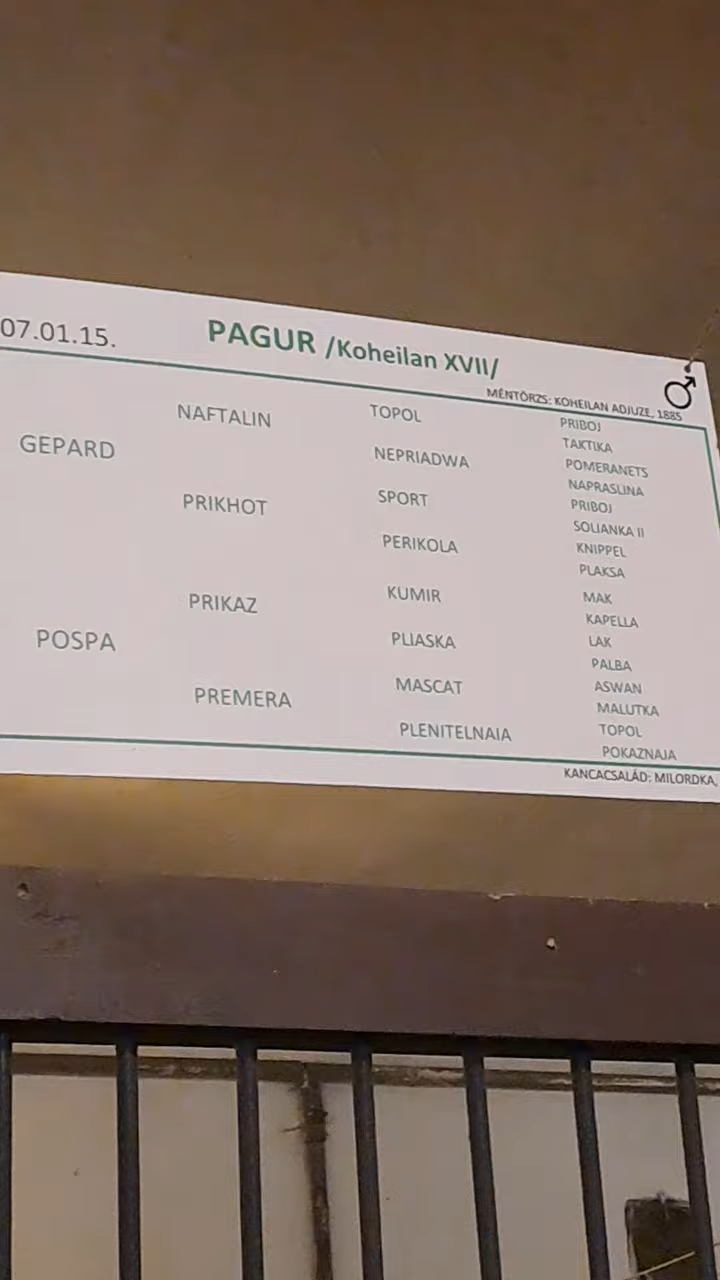 07.01.15.
PAGUR /Koheilan XVII/
♂
MÉNTÖRZS: KOHEILAN ADJUZE, 1885
GEPARD
POSPA
NAFTALIN
PRIKHOT
PRIKAZ
PREMERA
TOPOL
NEPRIADWA
SPORT
PERIKOLA
KUMIR
PLIASKA
MASCAT
PLENITELNAIA
PRIBOJ
TAKTIKA
POMERANETS
NAPRASLINA
PRIBOJ
SOLIANKA II
KNIPPEL
PLAKSA
MAK
KAPELLA
LAK
PALBA
ASWAN
MALUTKA
TOPOL
POKAZNAJA
KANCACSALÁD: MILORDKA,